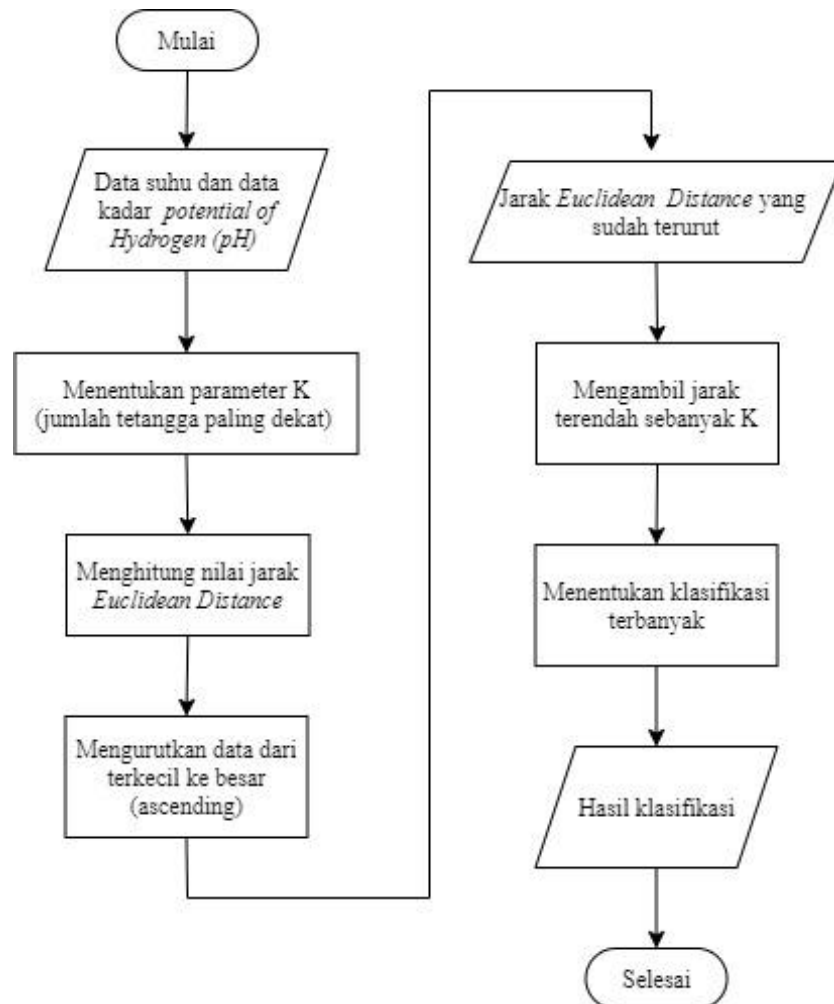 Mulai
Data suhu dan data
kadar potential of
Hydrogen (pH)
Menentukan parameter K
(jumlah tetangga paling dekat)
Menghitung nilai jarak
Euclidean Distance
Mengurutkan data dari
terkecil ke besar
(ascending)
Jarak Euclidean Distance yang
sudah terurut
Mengambil jarak
terendah sebanyak K
Menentukan klasifikasi
terbanyak
Hasil klasifikasi
Selesai